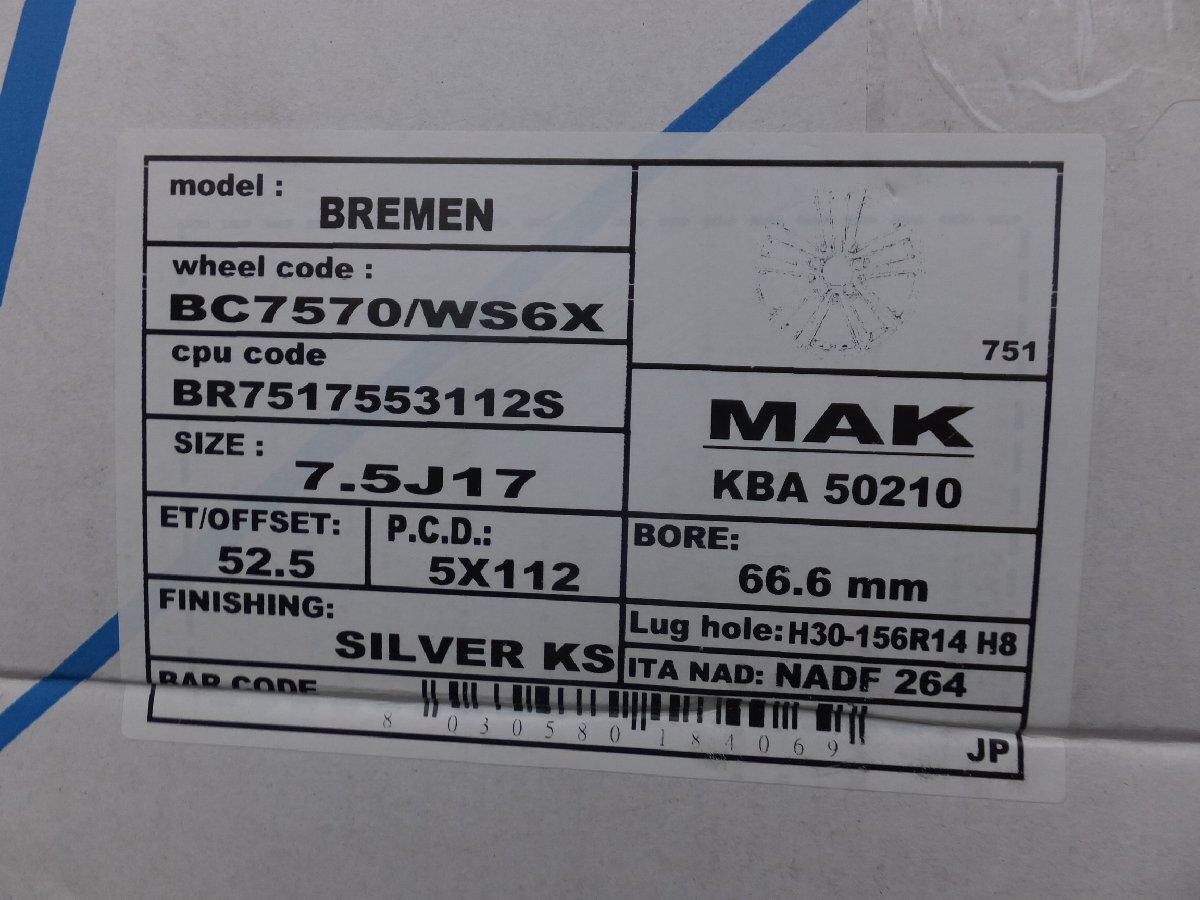 model :
BREMEN
wheel code :
BC7570/WS6X
cpu code
BR7517553112S
SIZE :
7.5J17
ET/OFFSET:
52.5
P.C.D.:
5X112
FINISHING:
SILVER KS
BAR CODE
8 030580 184069
751
MAK
KBA 50210
BORE:
66.6 mm
Lug hole: H30-156R14 H8
ITA NAD: NADF 264
JP